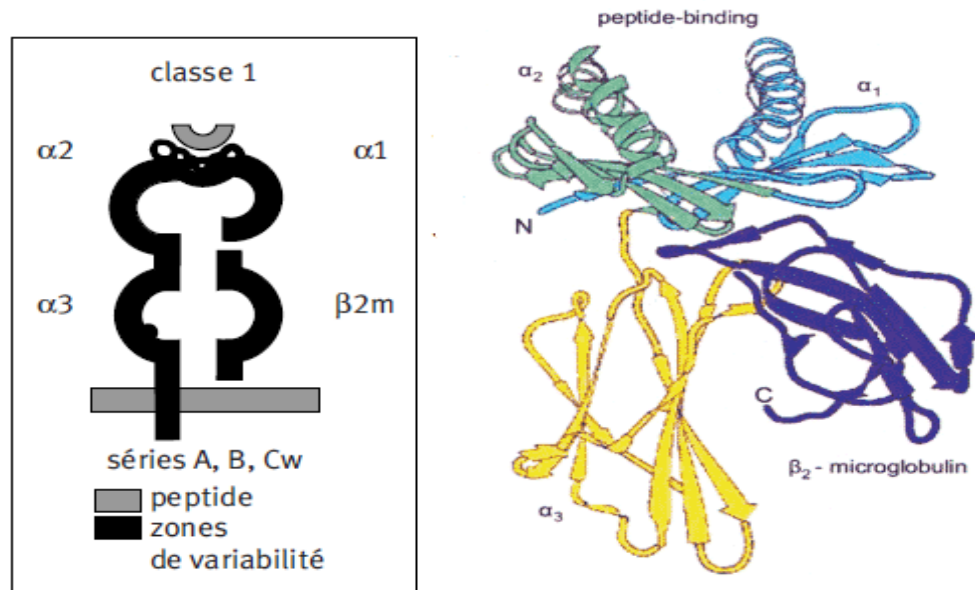 classe 1
α2
α1
α3
β2m
séries A, B, Cw
peptide
zones
de variabilité
peptide-binding
α₂
α₁
N
C
β₂ - microglobulin
α₃